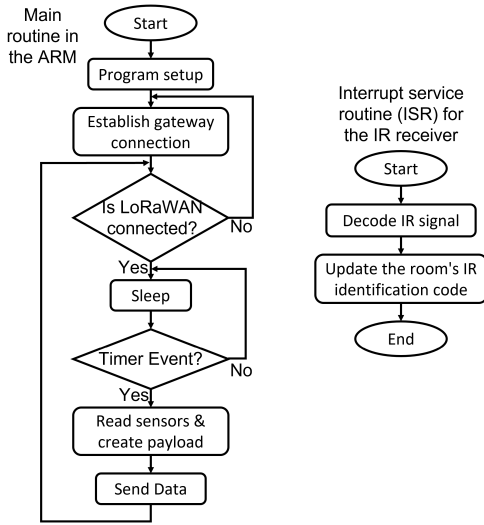 Main
routine in
the ARM
Start
Program setup
Establish gateway
connection
Is LoRaWAN
connected?
No
Yes
Sleep
Timer Event?
No
Yes
Read sensors &
create payload
Send Data
Interrupt service
routine (ISR) for
the IR receiver
Start
Decode IR signal
Update the room's IR
identification code
End